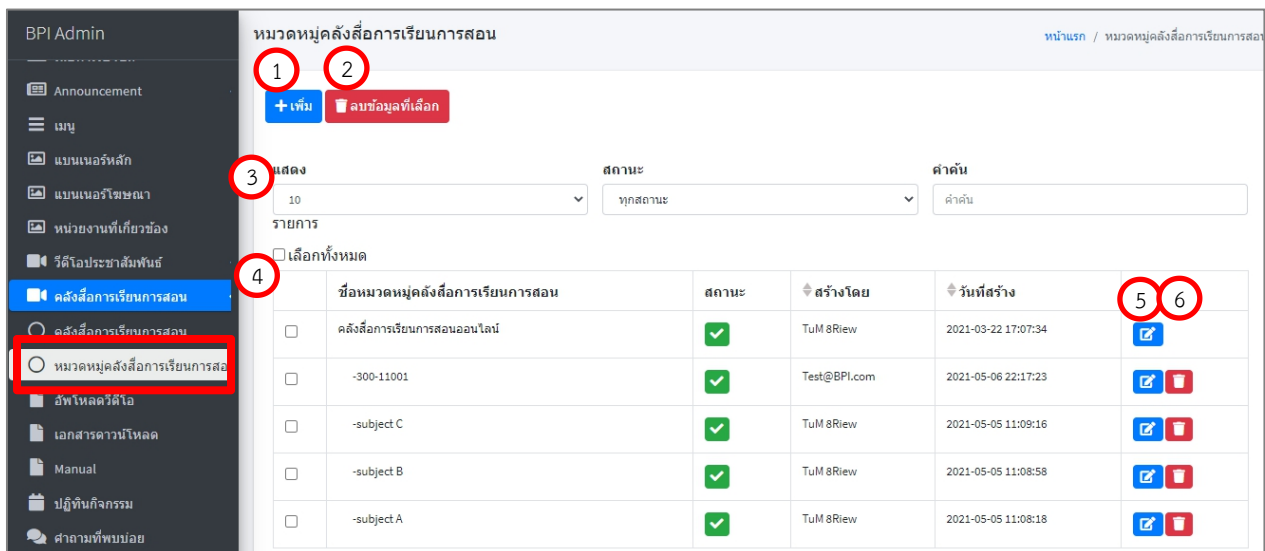 BPI Admin
Announcement
เมนู
แบนเนอร์หลัก
แบนเนอร์โฆษณา
หน่วยงานที่เกี่ยวข้อง
วีดีโอประชาสัมพันธ์
คลังสื่อการเรียนการสอน
คลังสื่อการเรียนการสอน
หมวดหมู่คลังสื่อการเรียนการสอ
อัพโหลดวีดีโอ
เอกสารดาวน์โหลด
Manual
ปฏิทินกิจกรรม
คำถามที่พบบ่อย
หมวดหมู่คลังสื่อการเรียนการสอน
หน้าแรก / หมวดหมู่คลังสื่อการเรียนการสอน
1 2
เพิ่ม ลบข้อมูลที่เลือก
3
แสดง สถานะ คำค้น
10 ทุกสถานะ คำค้น
รายการ
เลือกทั้งหมด
4
ชื่อหมวดหมู่คลังสื่อการเรียนการสอน สถานะ สร้างโดย วันที่สร้าง 5 6
คลังสื่อการเรียนการสอนออนไลน์ TuM 8Riew 2021-03-22 17:07:34
-300-11001 Test@BPI.com 2021-05-06 22:17:23
-subject C TuM 8Riew 2021-05-05 11:09:16
-subject B TuM 8Riew 2021-05-05 11:08:58
-subject A TuM 8Riew 2021-05-05 11:08:18